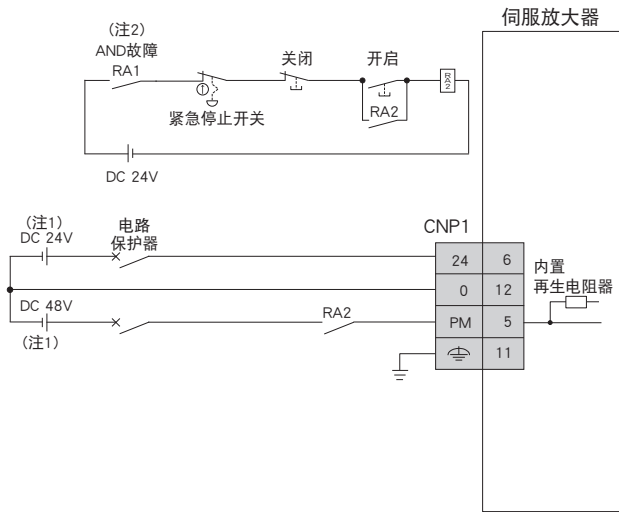 伺服放大器
(注2)
AND故障
RA1
紧急停止开关
关闭
开启
RA2
RA2
DC 24V
(注1)
DC 24V
电路
保护器
CNP1
24 6
0 12
PM 5
11
内置
再生电阻器
DC 48V
(注1)
RA2